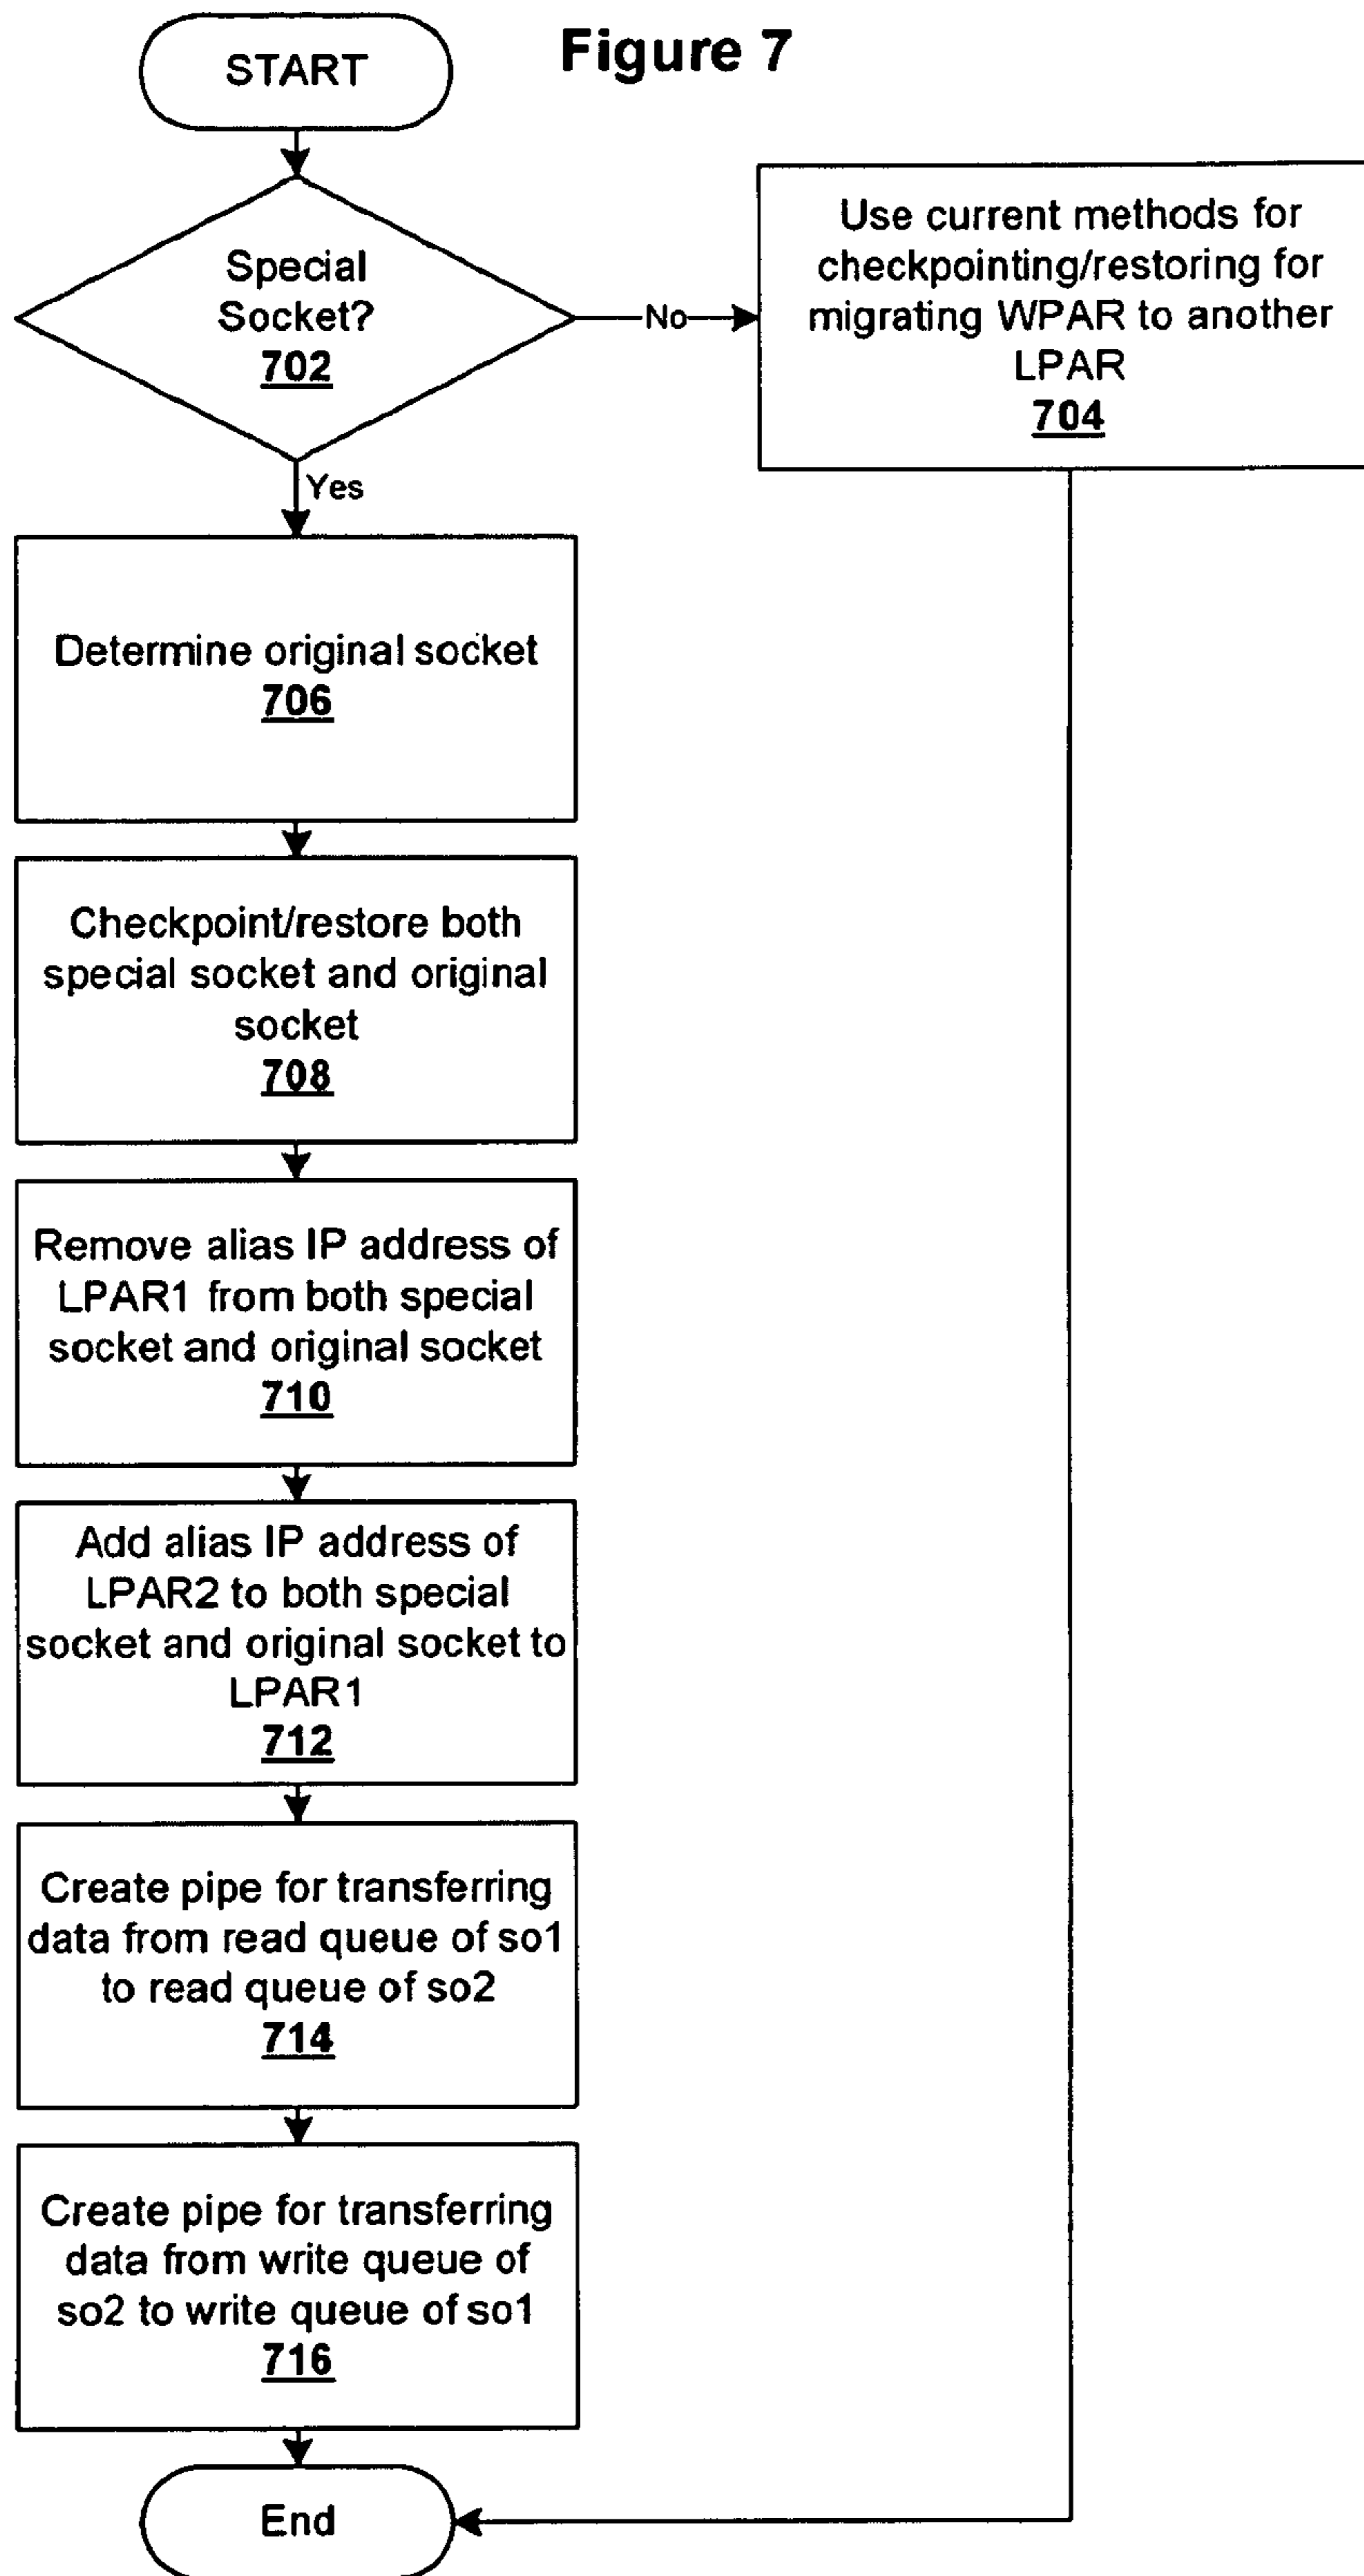 Figure 7
START
Special
Socket?
702
No
Use current methods for
checkpointing/restoring for
migrating WPAR to another
LPAR
704
Yes
Determine original socket
706
Checkpoint/restore both
special socket and original
socket
708
Remove alias IP address of
LPAR1 from both special
socket and original socket
710
Add alias IP address of
LPAR2 to both special
socket and original socket to
LPAR1
712
Create pipe for transferring
data from read queue of so1
to read queue of so2
714
Create pipe for transferring
data from write queue of
so2 to write queue of so1
716
End